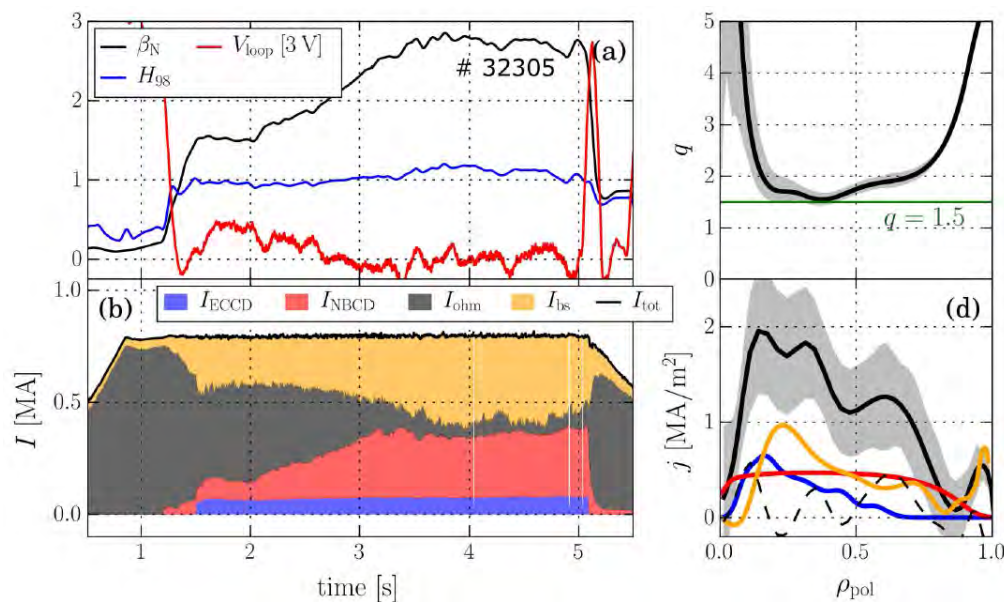 3
2
1
0
β_N
V_loop [3 V]
H_98
(a)
# 32305
1.0
0.5
0.0
I [MA]
(b)
I_ECCD
I_NBCD
I_ohm
I_bs
I_tot
1
2
3
4
5
time [s]
5
4
3
2
1
0
q
q = 1.5
2
1
0
j [MA/m²]
(d)
0.0
0.5
1.0
ρ_pol